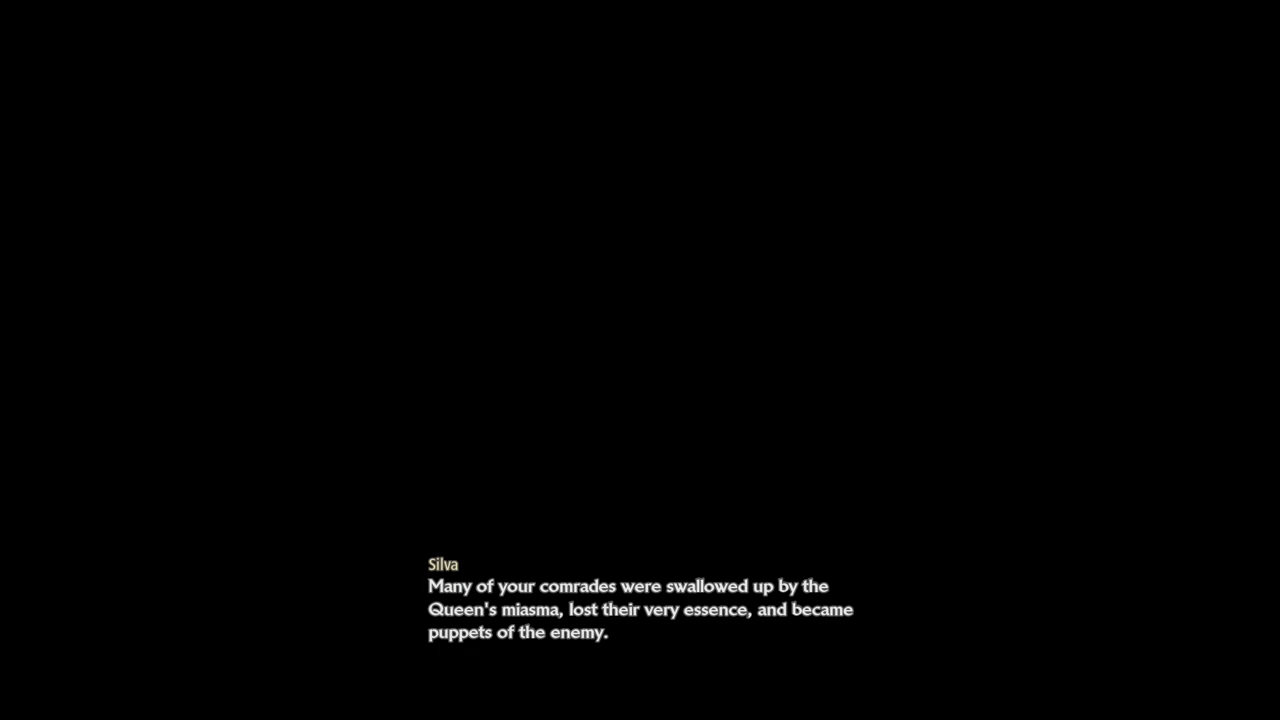 Silva
Many of your comrades were swallowed up by the
Queen's miasma, lost their very essence, and became
puppets of the enemy.